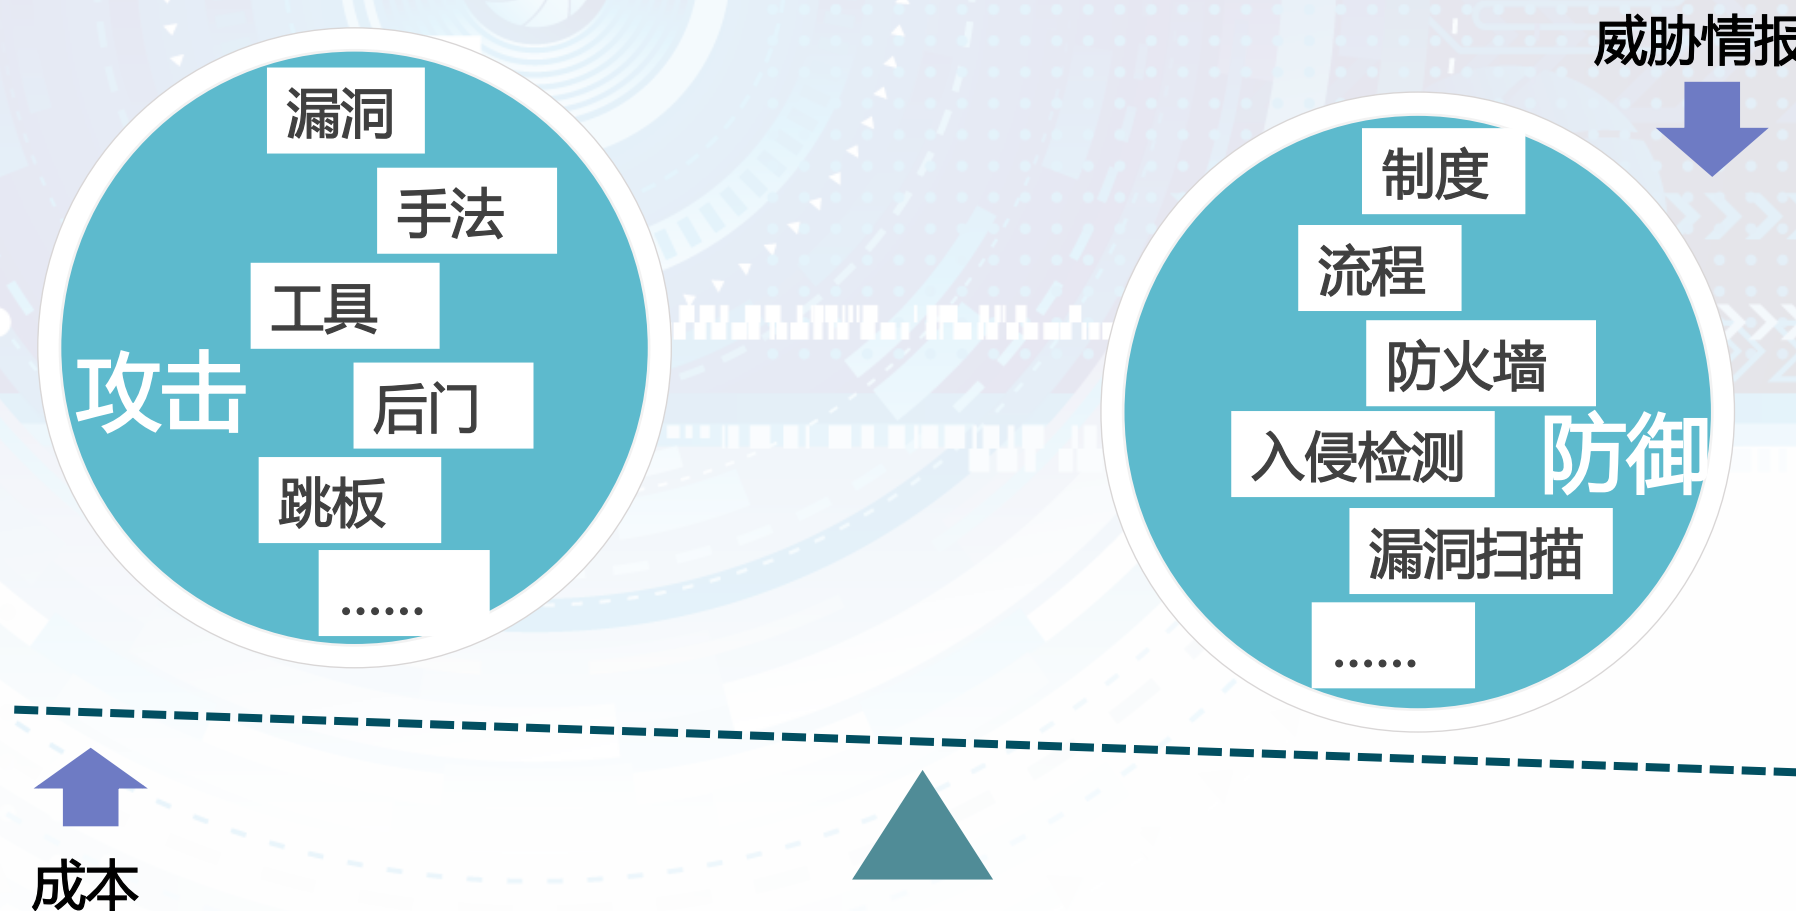 威胁情报
漏洞
手法
工具
后门
跳板
......
攻击
制度
流程
防火墙
入侵检测
漏洞扫描
......
防御
成本